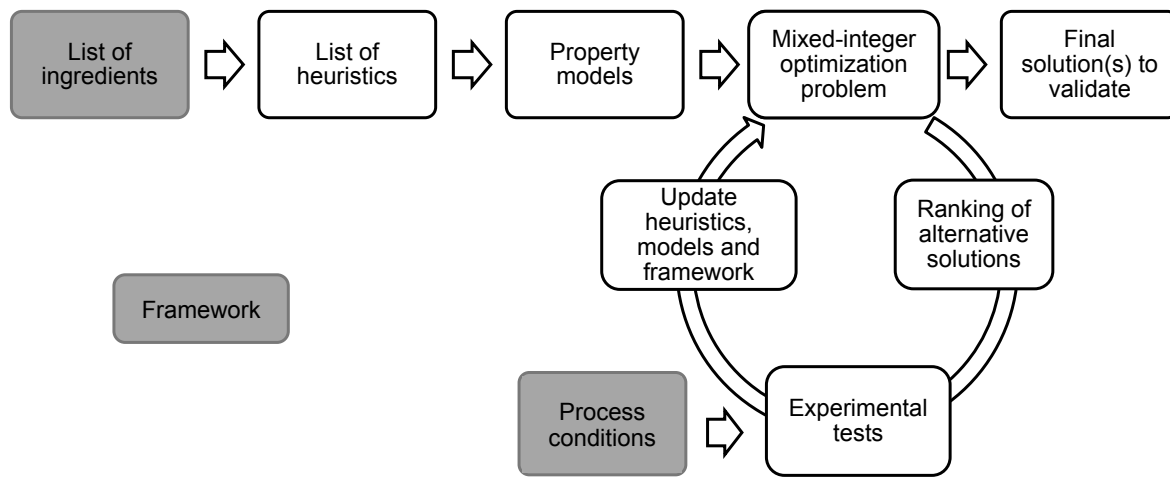 List of
ingredients
List of
heuristics
Property
models
Mixed-integer
optimization
problem
Final
solution(s) to
validate
Update
heuristics,
models and
framework
Ranking of
alternative
solutions
Framework
Process
conditions
Experimental
tests